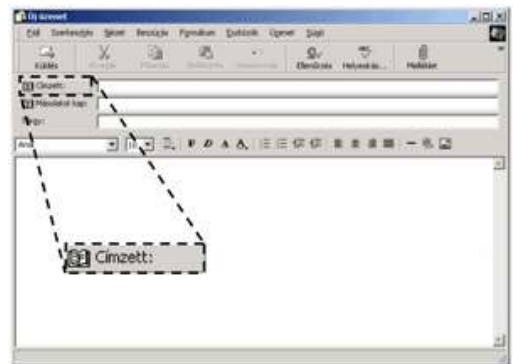 Új üzenet
Fájl Szerkesztés Nézet Beszúrás Formátum Eszközök Üzenet Súgó
Küldés Ellenőrzés Helyesírás... Melléklet
Címzett:
Másolatot kap:
Tárgy:
Arial 10
Címzett: